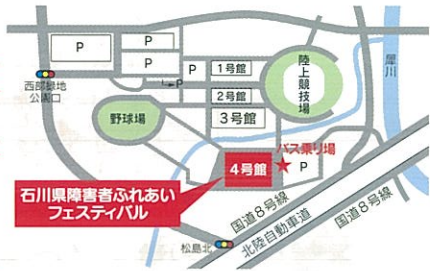 P
P
P
P
P
1号館
2号館
3号館
陸上競技場
犀川
西部緑地
公園口
野球場
バス乗り場
4号館
P
石川県障害者ふれあい
フェスティバル
国道8号線
北陸自動車道
国道8号線
松島北